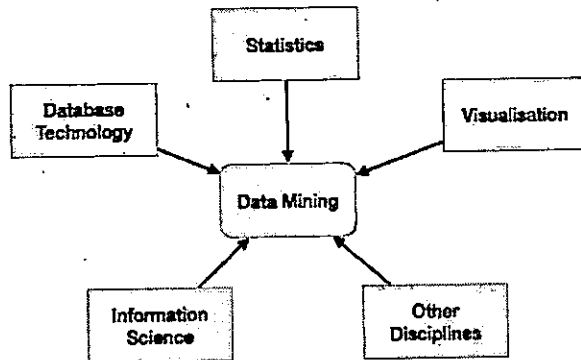 Statistics
Database
Technology
Visualisation
Data Mining
Information
Science
Other
Disciplines